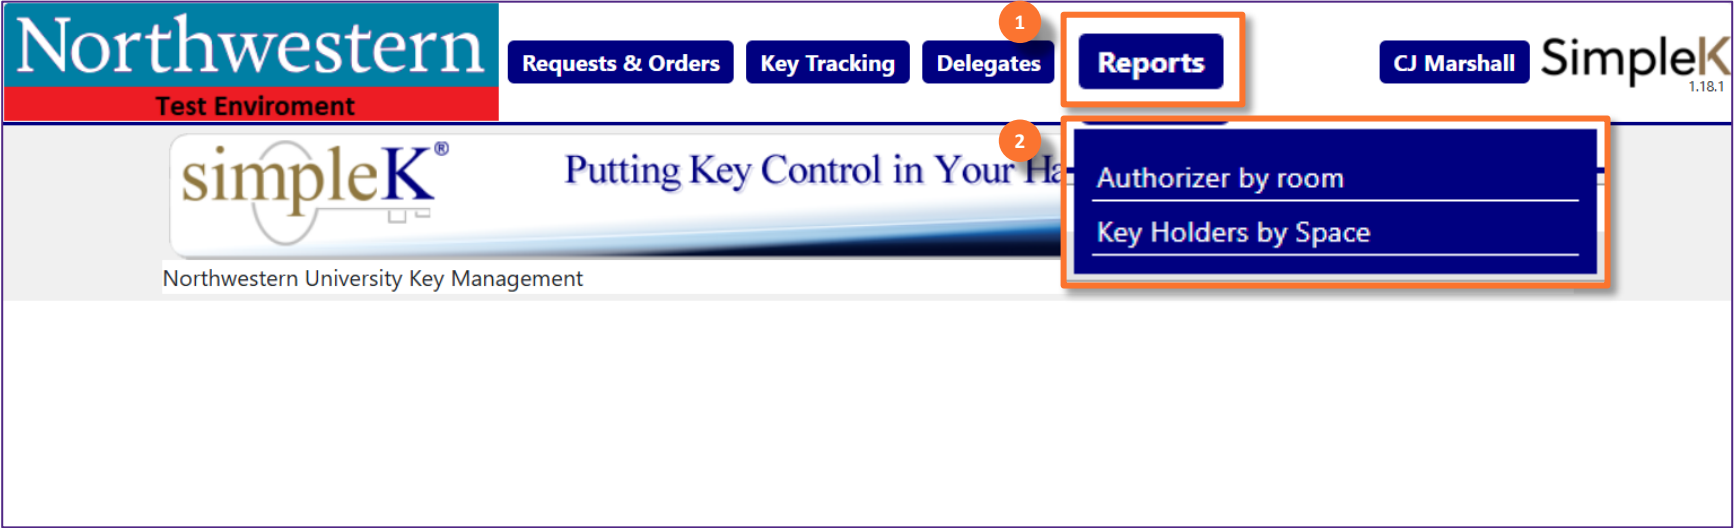 Northwestern
Test Enviroment
Requests & Orders
Key Tracking
Delegates
1
Reports
CJ Marshall
SimpleK
1.18.1
simpleK®
Putting Key Control in Your Ha
2
Authorizer by room
Key Holders by Space
Northwestern University Key Management